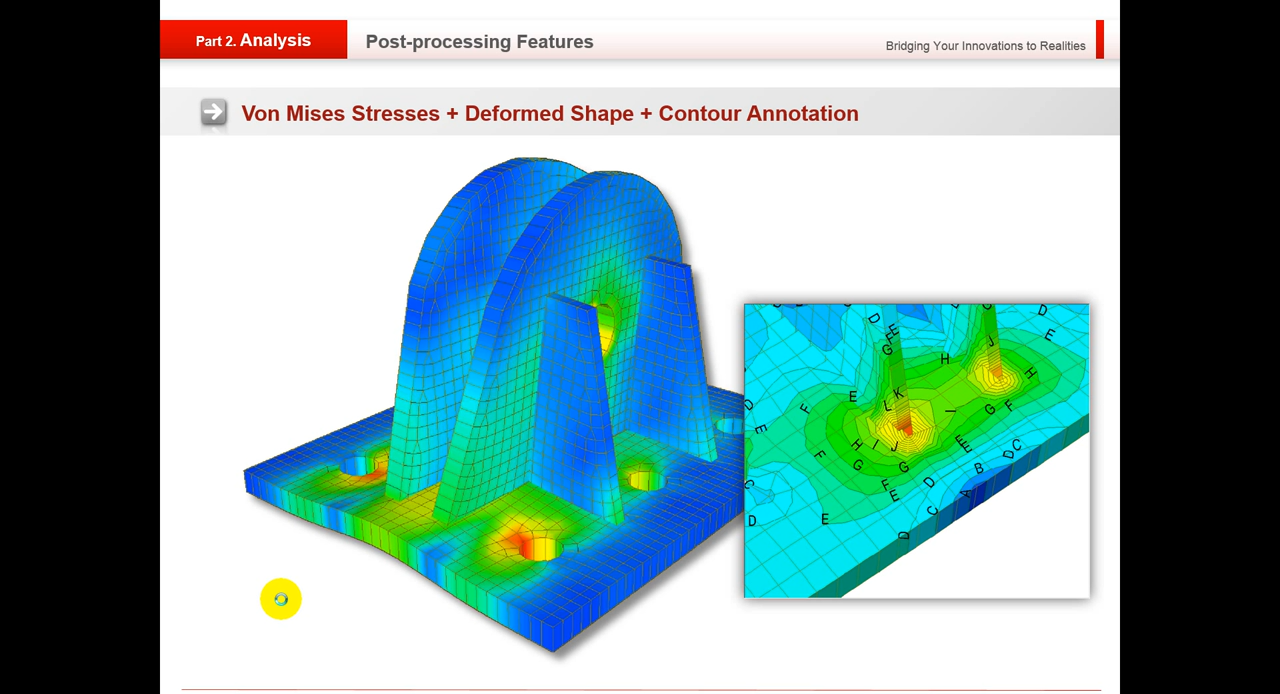 Part 2. Analysis
Post-processing Features
Bridging Your Innovations to Realities
Von Mises Stresses + Deformed Shape + Contour Annotation
D
D
E
F
G
E
J
H
H
K
E
L
F
I
G
F
D
E
H
I
J
E
E
C
F
G
G
B
D
C
F
D
E
A
C
D
E
C
D